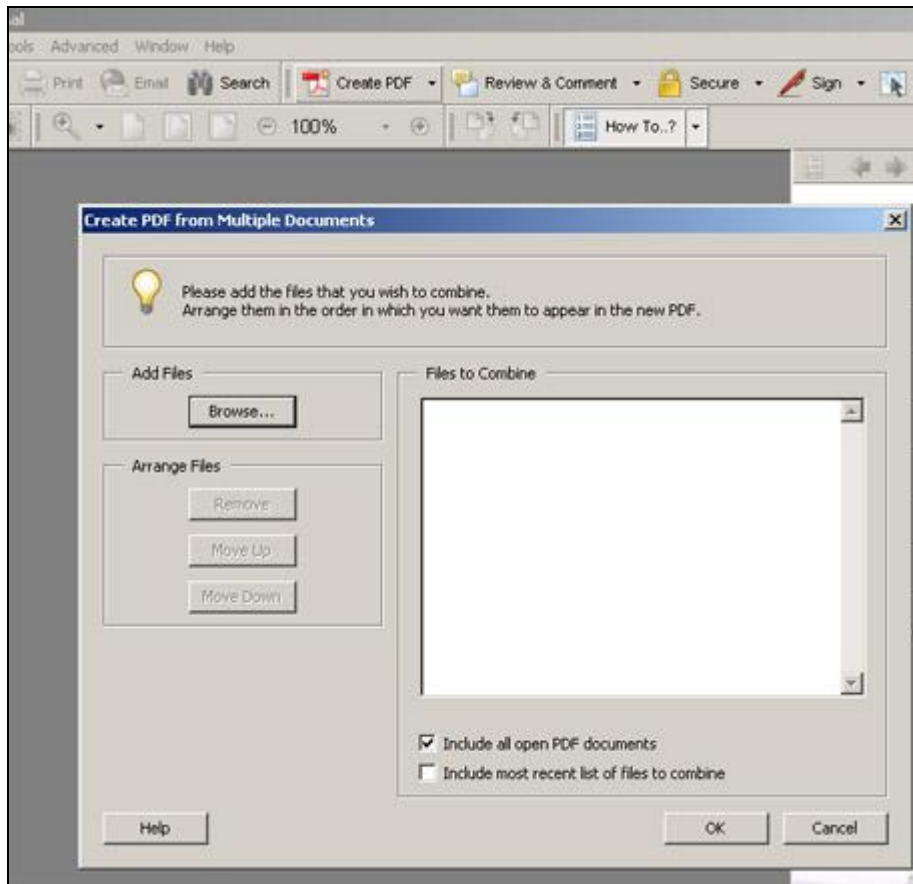 al
ols Advanced Window Help
Print Email Search Create PDF Review & Comment Secure Sign
100% How To..?
Create PDF from Multiple Documents
Please add the files that you wish to combine.
Arrange them in the order in which you want them to appear in the new PDF.
Add Files
Browse...
Arrange Files
Remove
Move Up
Move Down
Files to Combine
Include all open PDF documents
Include most recent list of files to combine
Help OK Cancel